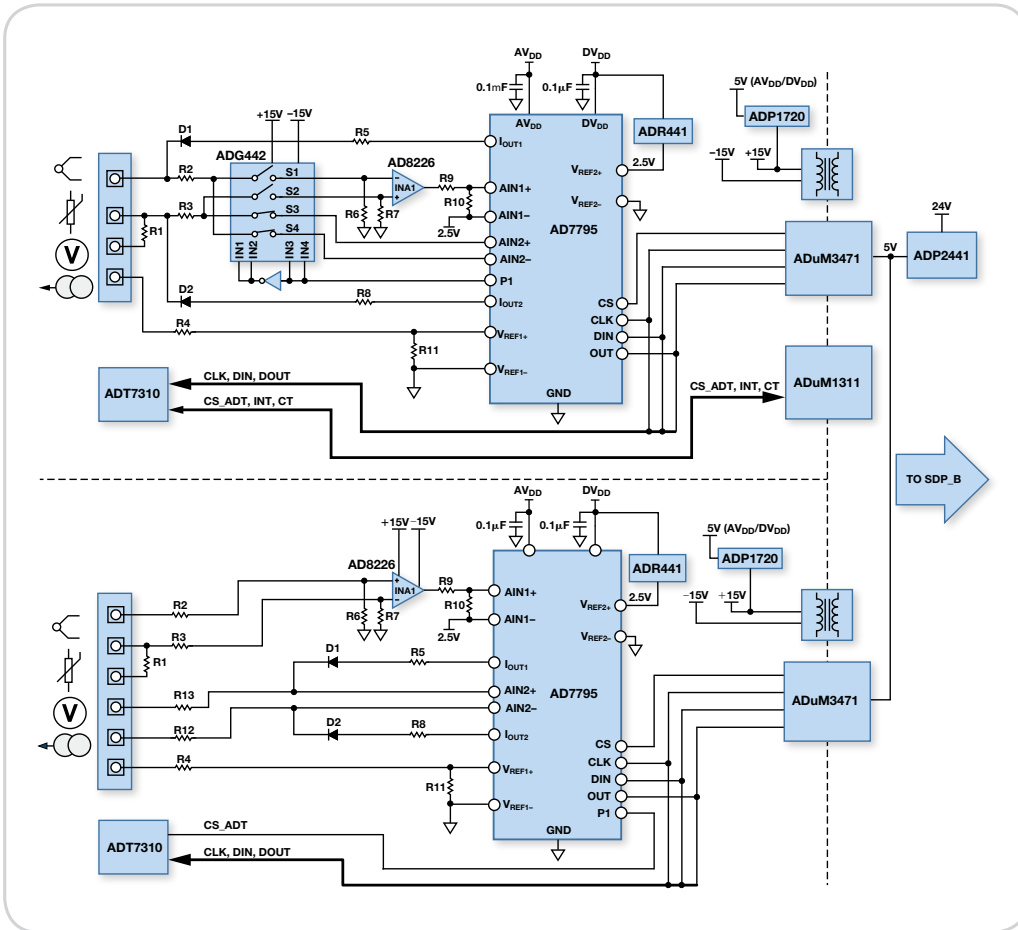 AVDD DVDD
0.1mF 0.1µF
5V (AVDD/DVDD)
ADP1720
−15V +15V
+15V −15V
D1 R5
IOUT1 AVDD DVDD
ADR441
ADG442
AD8226
R2 S1
INA1
R9
AIN1+
VREF2+ 2.5V
S2
R10
R3 S3
R6 R7
AIN1−
VREF2−
24V
2.5V
R1
S4
AIN2+
AD7795
V
IN1 IN2 IN3 IN4
AIN2−
ADuM3471
5V
ADP2441
P1
D2 R8
IOUT2
CS
CLK
R4
VREF1+
DIN
R11
OUT
VREF1−
ADT7310
CLK, DIN, DOUT
GND
CS_ADT, INT, CT
CS_ADT, INT, CT
ADuM1311
TO SDP_B
AVDD DVDD
0.1µF 0.1µF
5V (AVDD/DVDD)
ADP1720
−15V +15V
+15V −15V
AD8226
INA1
R9
AIN1+
ADR441
2.5V
VREF2+
R2
R6 R7
R10
AIN1−
2.5V
VREF2−
R3
R1
D1 R5
IOUT1
AD7795
AIN2+
R13
AIN2−
V
R12
D2 R8
IOUT2
ADuM3471
CS
R4
VREF1+
CLK
DIN
R11
OUT
VREF1−
P1
GND
ADT7310
CS_ADT
CLK, DIN, DOUT